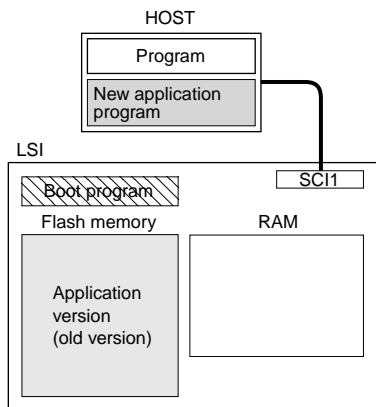 HOST
Program
New application
program
LSI
SCI1
Boot program
Flash memory
RAM
Application
version
(old version)